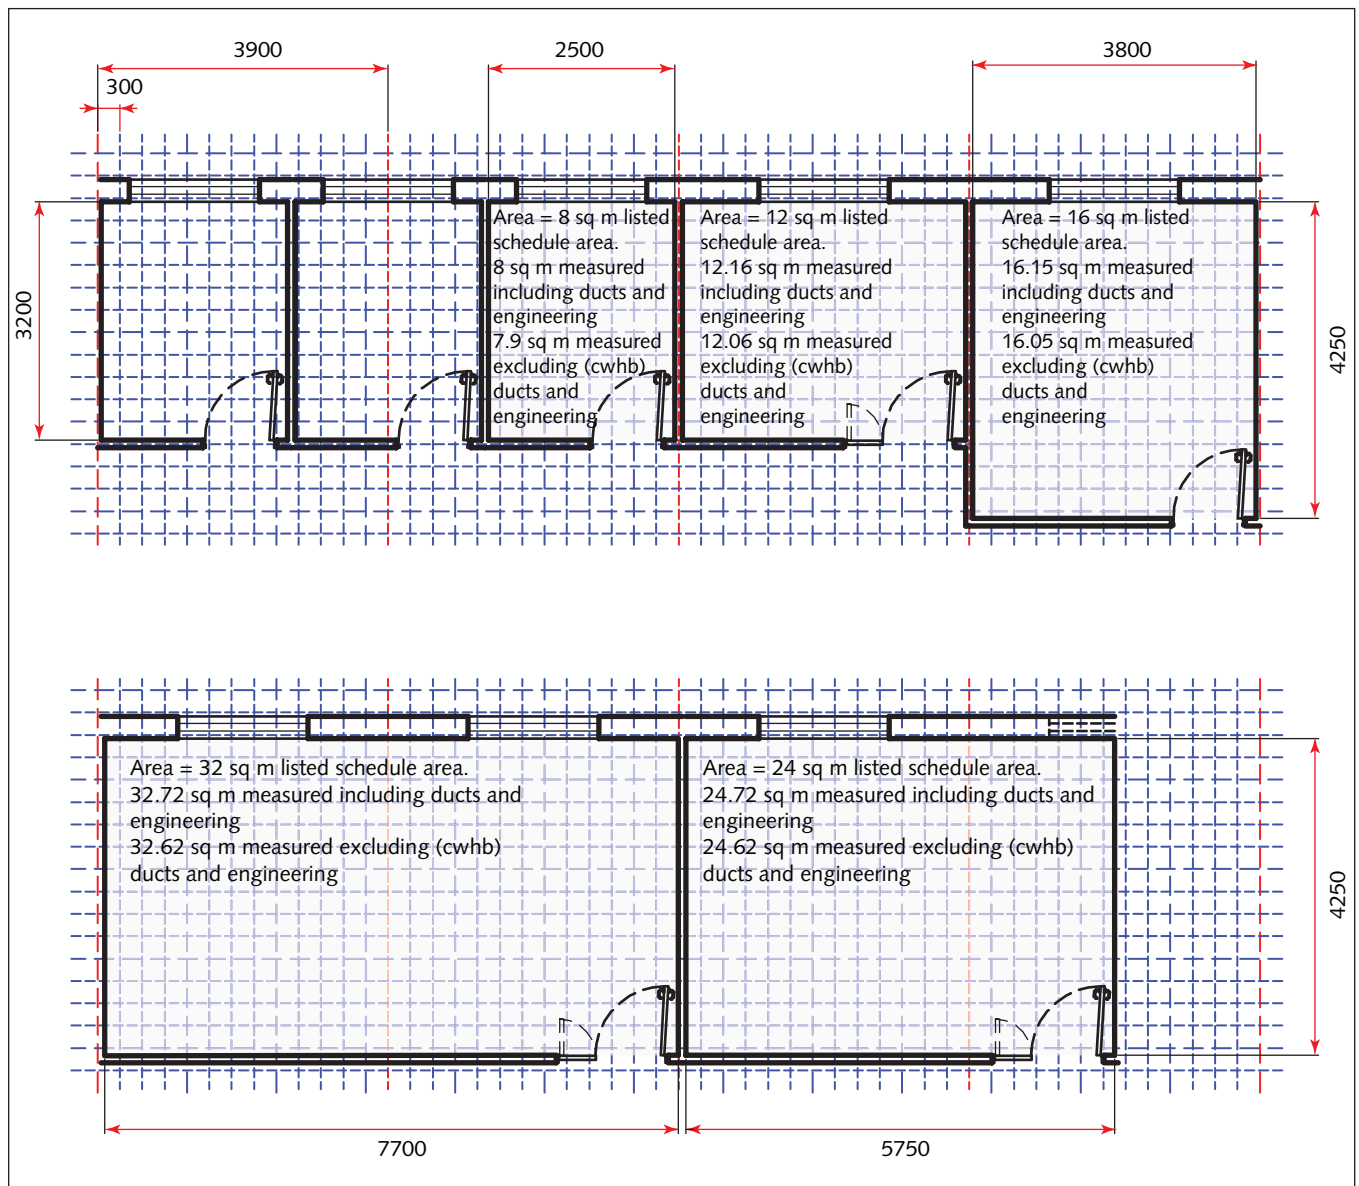 3900
2500
3800
300
3200
Area = 8 sq m listed
schedule area.
8 sq m measured
including ducts and
engineering
7.9 sq m measured
excluding (cwhb)
ducts and
engineering
Area = 12 sq m listed
schedule area.
12.16 sq m measured
including ducts and
engineering
12.06 sq m measured
excluding (cwhb)
ducts and
engineering
Area = 16 sq m listed
schedule area.
16.15 sq m measured
including ducts and
engineering
16.05 sq m measured
excluding (cwhb)
ducts and
engineering
4250
Area = 32 sq m listed schedule area.
32.72 sq m measured including ducts and
engineering
32.62 sq m measured excluding (cwhb)
ducts and engineering
Area = 24 sq m listed schedule area.
24.72 sq m measured including ducts and
engineering
24.62 sq m measured excluding (cwhb)
ducts and engineering
4250
7700
5750